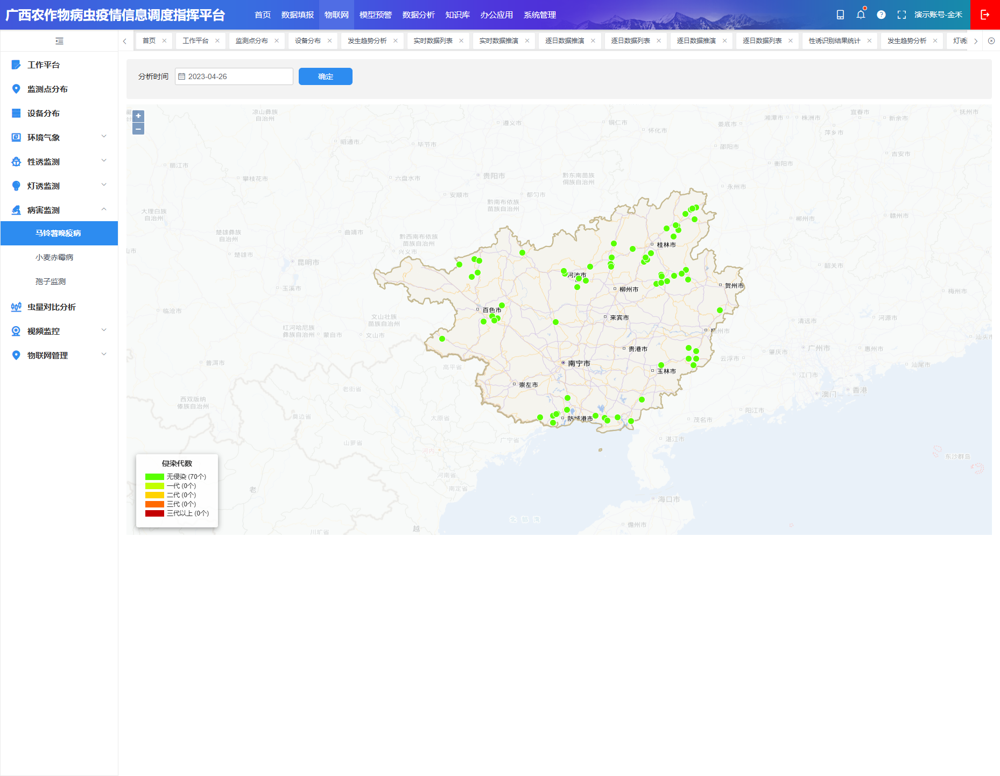 广西农作物病虫疫情信息调度指挥平台
首页 数据填报 物联网 模型预警 数据分析 知识库 办公应用 系统管理
演示账号-金禾
首页 工作平台 监测点分布 设备分布 发生趋势分析 实时数据列表 实时数据推演 逐日数据推演 逐日数据列表 逐日数据推演 逐日数据列表 性诱识别结果统计 发生趋势分析 灯诱
工作平台
监测点分布
设备分布
环境气象
性诱监测
灯诱监测
病害监测
马铃薯晚疫病
小麦赤霉病
孢子监测
虫量对比分析
视频监控
物联网管理
分析时间 2023-04-26 确定
+
−
凉山彝族
自治州
遵义市
铜仁市
怀化市
娄底市
湘潭市
株洲市
宜春市
新余市
抚州市
萍乡市
昭通市
毕节市
邵阳市
吉安市
丽江市
攀枝花市
六盘水市
贵阳市
黔东南苗族
侗族自治州
衡阳市
安顺市
都匀市
永州市
黔南布依族
苗族自治州
大理白族
自治州
郴州市
赣州市
楚雄彝族
自治州
曲靖市
黔西南布依族
苗族自治州
兴义市
楚雄市
山市
昆明市
桂林市
韶关市
河池市
玉溪市
柳州市
贺州市
梅州市
临沧市
百色市
文山壮族
苗族自治州
来宾市
清远市
河源市
红河哈尼族
彝族自治州
蒙自市
文山市
州市
汕头市
贵港市
肇庆市
广州市
惠州市
云浮市
普洱市
高平省
南宁市
玉林市
江门市
汕尾市
崇左市
老街省
澳门
香港
西双版纳
傣族自治州
奠边省
太原省
防城港市
茂名市
阳江市
山萝省
广宁省
湛江市
河内
东沙群岛
河南省
南定省
老
海口市
北部湾
儋州市
越
川圹省
侵染代数
无侵染 (70个)
一代 (0个)
二代 (0个)
三代 (0个)
三代以上 (0个)